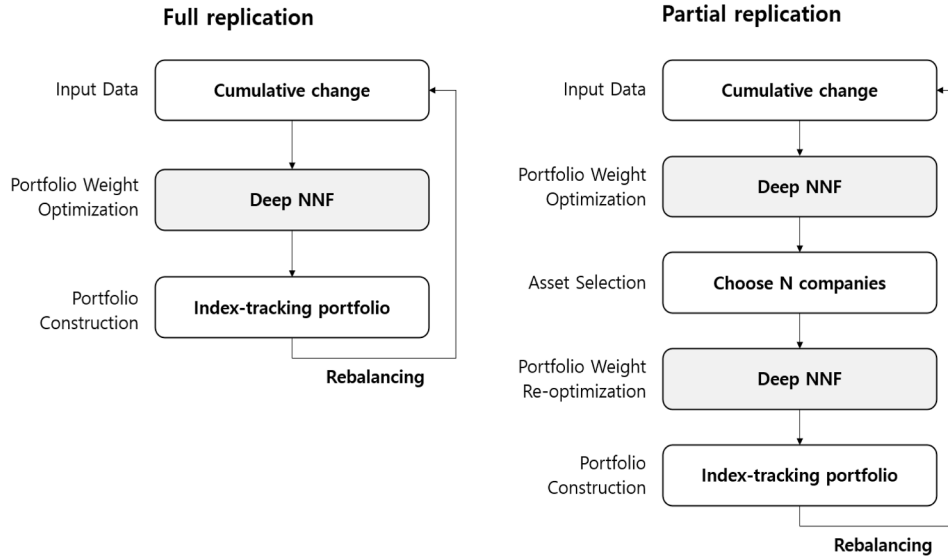 Full replication
Input Data
Cumulative change
Portfolio Weight
Optimization
Deep NNF
Portfolio
Construction
Index-tracking portfolio
Rebalancing
Partial replication
Input Data
Cumulative change
Portfolio Weight
Optimization
Deep NNF
Asset Selection
Choose N companies
Portfolio Weight
Re-optimization
Deep NNF
Portfolio
Construction
Index-tracking portfolio
Rebalancing